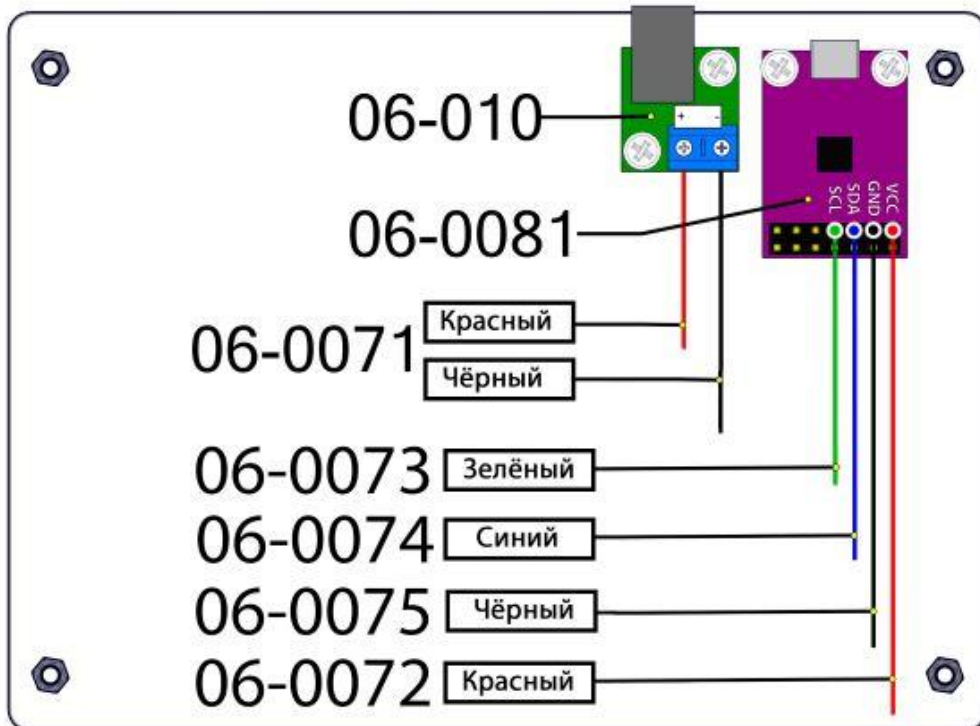 06-010
+ -
06-0081
SCL SDA GND VCC
06-0071
Красный
Чёрный
06-0073 Зелёный
06-0074 Синий
06-0075 Чёрный
06-0072 Красный